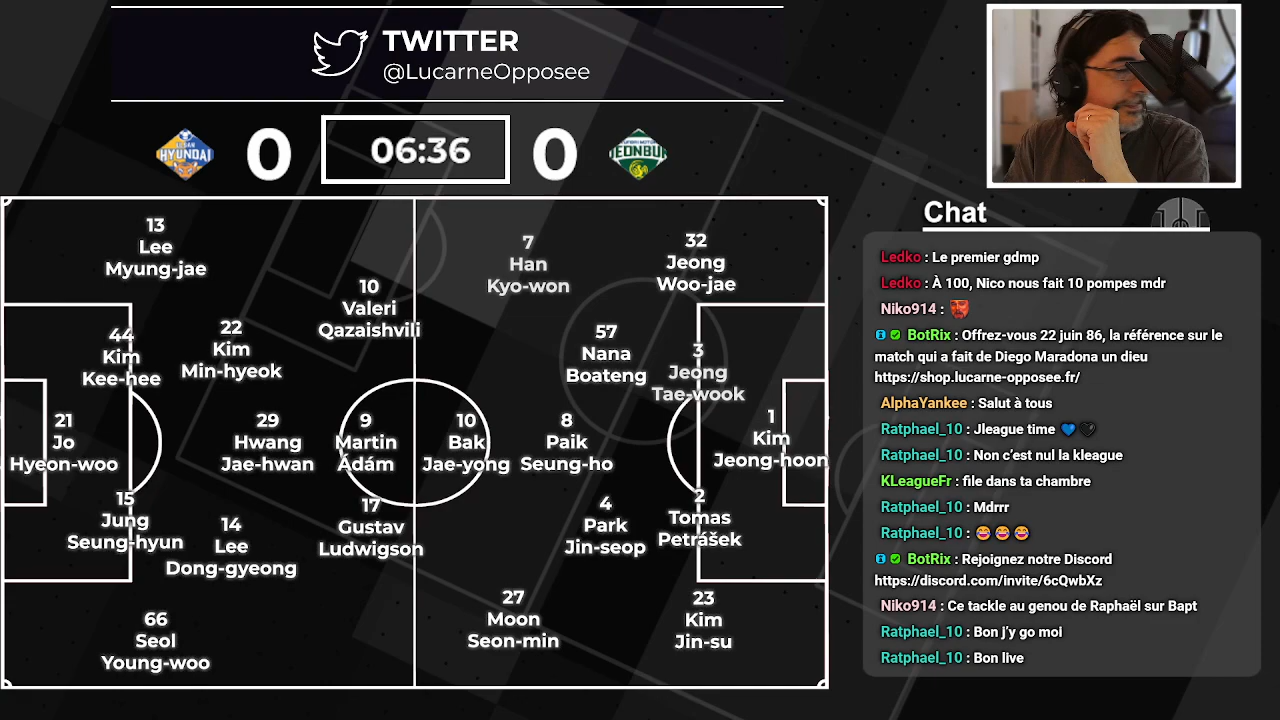 TWITTER
@LucarneOpposee
HYUNDAI
0
06:36
0
13
Lee
Myung-jae
44
Kim
Kee-hee
22
Kim
Min-hyeok
10
Valeri
Qazaishvili
21
Jo
Hyeon-woo
29
Hwang
Jae-hwan
9
Martin
Ádám
15
Jung
Seung-hyun
14
Lee
Dong-gyeong
17
Gustav
Ludwigson
66
Seol
Young-woo
7
Han
Kyo-won
32
Jeong
Woo-jae
57
Nana
Boateng
3
Jeong
Tae-wook
10
Bak
Jae-yong
8
Paik
Seung-ho
1
Kim
Jeong-hoon
4
Park
Jin-seop
2
Tomas
Petrášek
27
Moon
Seon-min
23
Kim
Jin-su
Chat
Ledko : Le premier gdmp
Ledko : À 100, Nico nous fait 10 pompes mdr
Niko914 :
BotRix : Offrez-vous 22 juin 86, la référence sur le
match qui a fait de Diego Maradona un dieu
https://shop.lucarne-opposee.fr/
AlphaYankee : Salut à tous
Ratphael_10 : Jleague time 💙🖤
Ratphael_10 : Non c'est nul la kleague
KLeagueFr : file dans ta chambre
Ratphael_10 : Mdrrr
Ratphael_10 : 😂😂😂
BotRix : Rejoignez notre Discord
https://discord.com/invite/6cQwbXz
Niko914 : Ce tackle au genou de Raphaël sur Bapt
Ratphael_10 : Bon j'y go moi
Ratphael_10 : Bon live